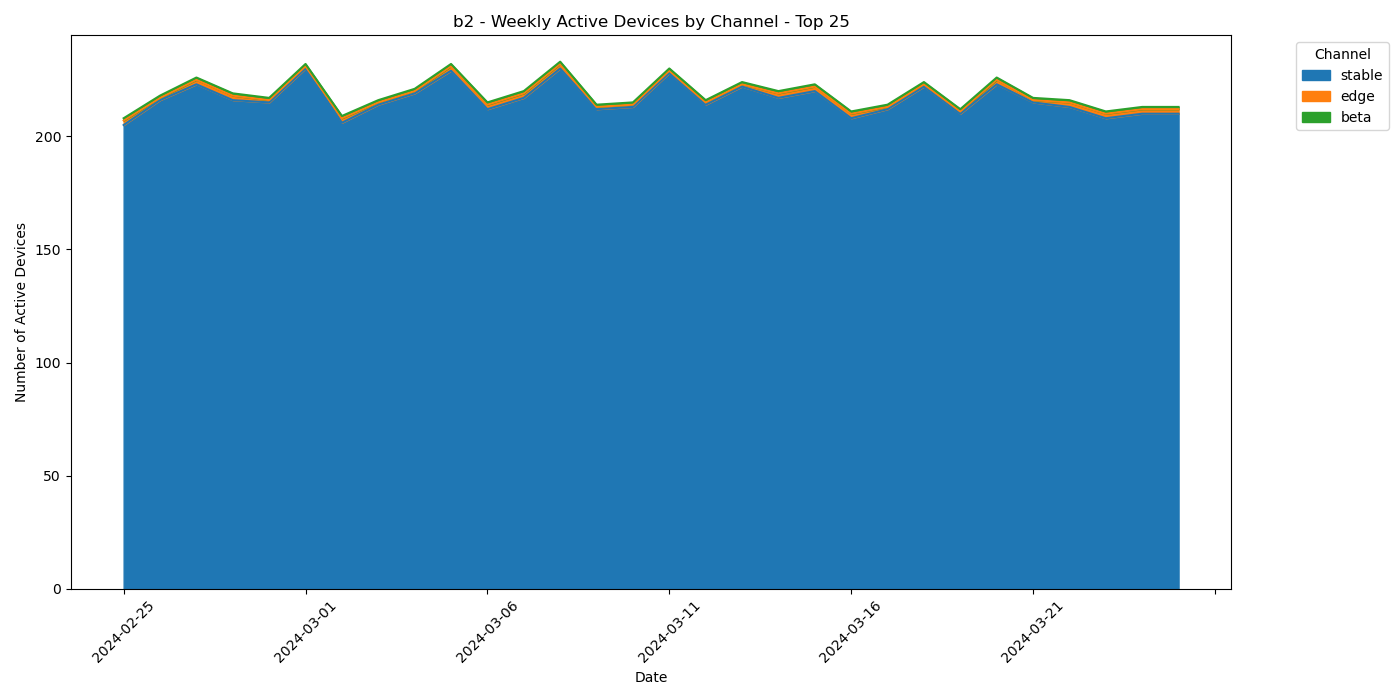 b2 - Weekly Active Devices by Channel - Top 25
Channel
stable
edge
beta
Number of Active Devices
200
150
100
50
0
2024-02-25
2024-03-01
2024-03-06
2024-03-11
2024-03-16
2024-03-21
Date